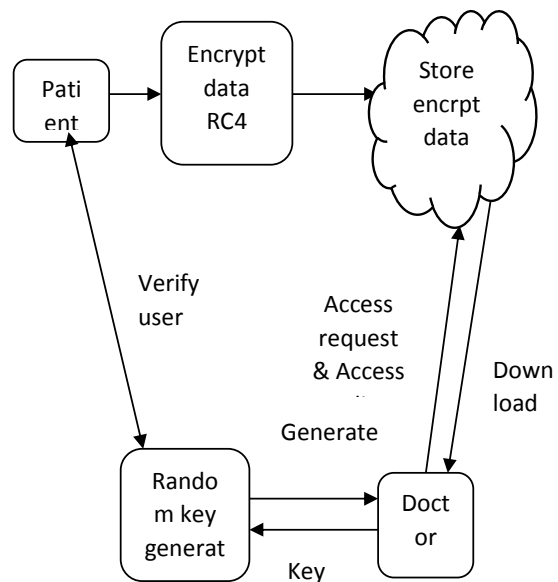 Pati
ent
Encrypt
data
RC4
Store
encrpt
data
Verify
user
Access
request
& Access
Down
load
Generate
Rando
m key
generat
Doct
or
Key